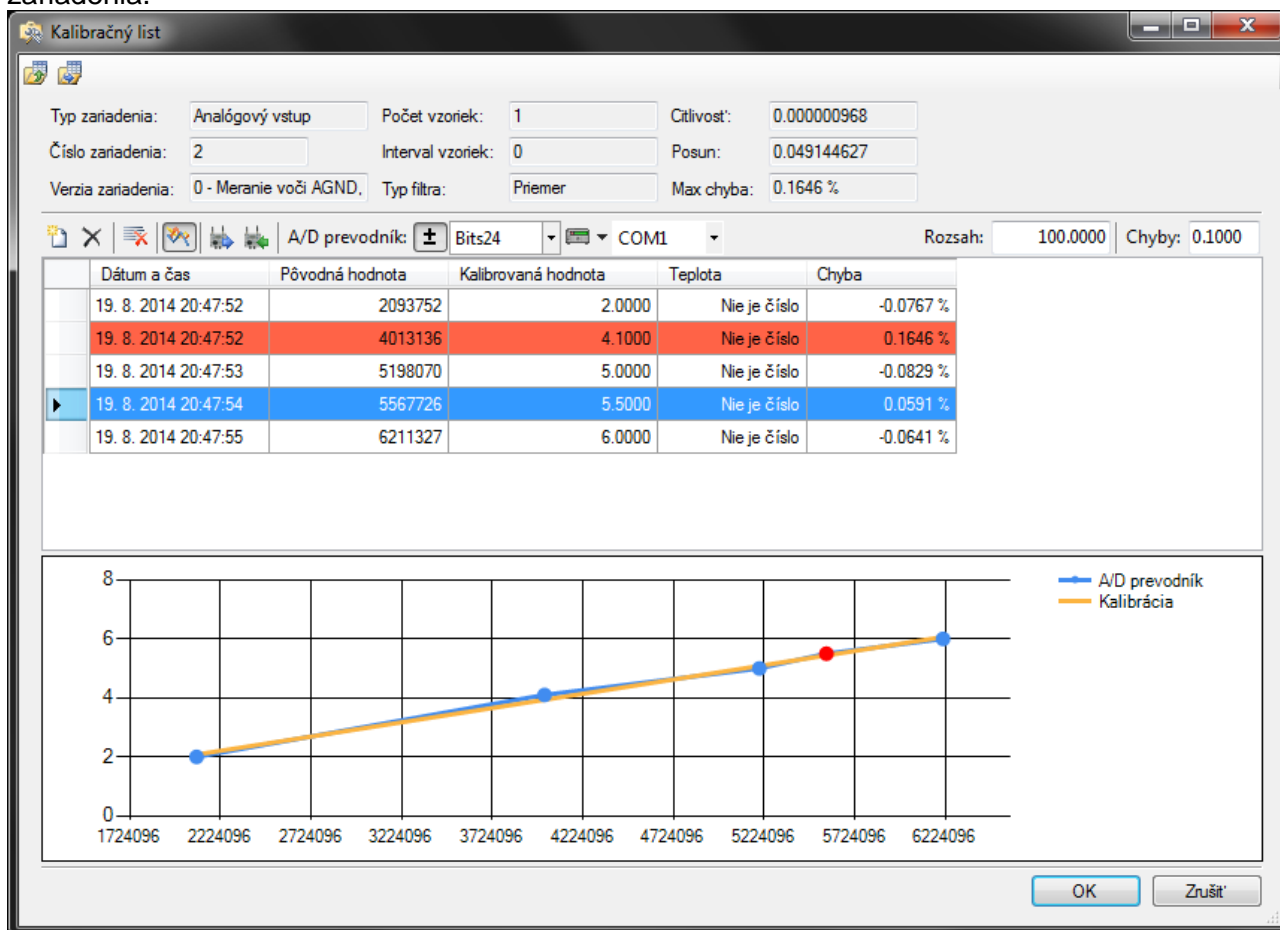 zariadenia.
Kalibračný list
Typ zariadenia: Analógový vstup Počet vzoriek: 1 Citlivosť: 0.000000968
Číslo zariadenia: 2 Interval vzoriek: 0 Posun: 0.049144627
Verzia zariadenia: 0 - Meranie voči AGND, Typ filtra: Priemer Max chyba: 0.1646 %
A/D prevodník: ± Bits24 COM1 Rozsah: 100.0000 Chyby: 0.1000
Dátum a čas Pôvodná hodnota Kalibrovaná hodnota Teplota Chyba
19. 8. 2014 20:47:52 2093752 2.0000 Nie je číslo -0.0767 %
19. 8. 2014 20:47:52 4013136 4.1000 Nie je číslo 0.1646 %
19. 8. 2014 20:47:53 5198070 5.0000 Nie je číslo -0.0829 %
19. 8. 2014 20:47:54 5567726 5.5000 Nie je číslo 0.0591 %
19. 8. 2014 20:47:55 6211327 6.0000 Nie je číslo -0.0641 %
8
6
4
2
0
1724096 2224096 2724096 3224096 3724096 4224096 4724096 5224096 5724096 6224096
A/D prevodník
Kalibrácia
OK Zrušiť